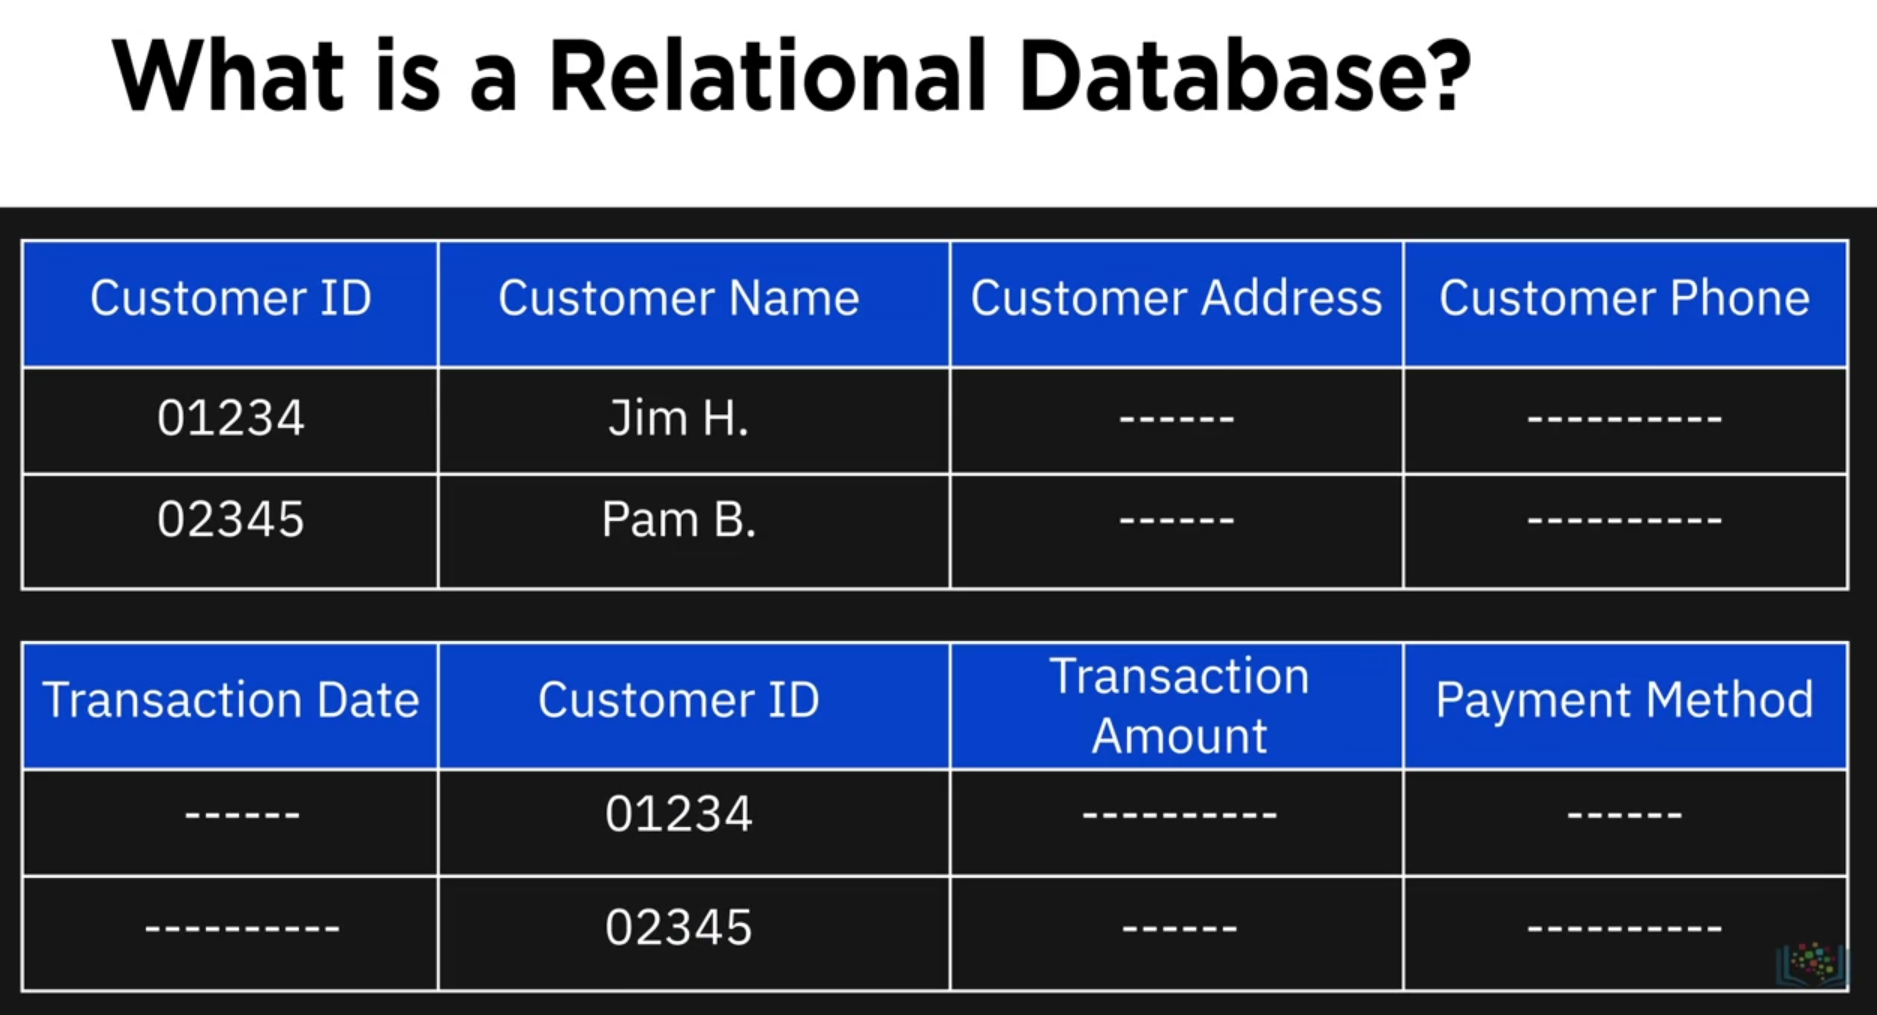 What is a Relational Database?
Customer ID Customer Name Customer Address Customer Phone
01234 Jim H. ------ ----------
02345 Pam B. ------ ----------
Transaction Date Customer ID Transaction Amount Payment Method
------ 01234 ---------- ------
---------- 02345 ------ ----------